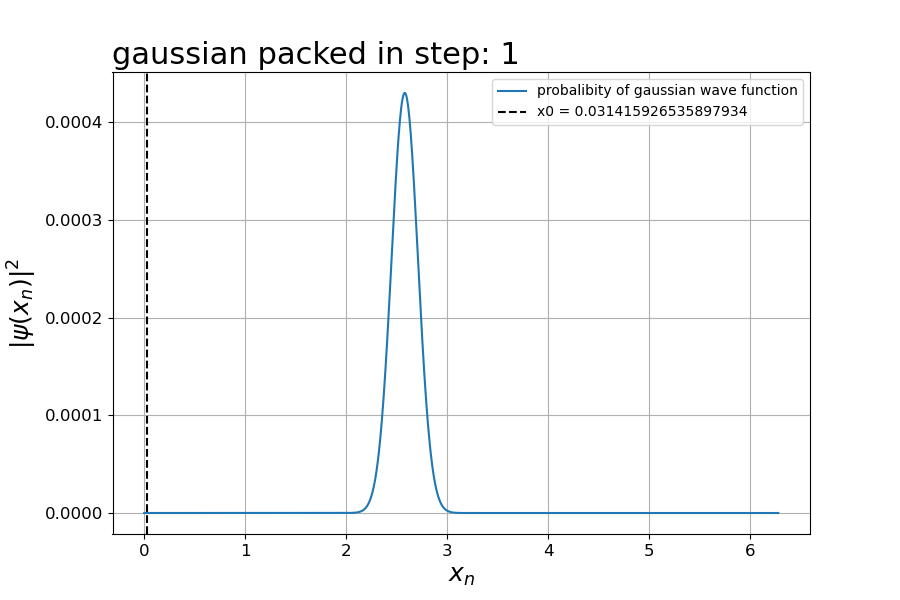 gaussian packed in step: 1
probalibity of gaussian wave function
x0 = 0.031415926535897934
|ψ(xₙ)|²
0.0004
0.0003
0.0002
0.0001
0.0000
0 1 2 3 4 5 6
xₙ